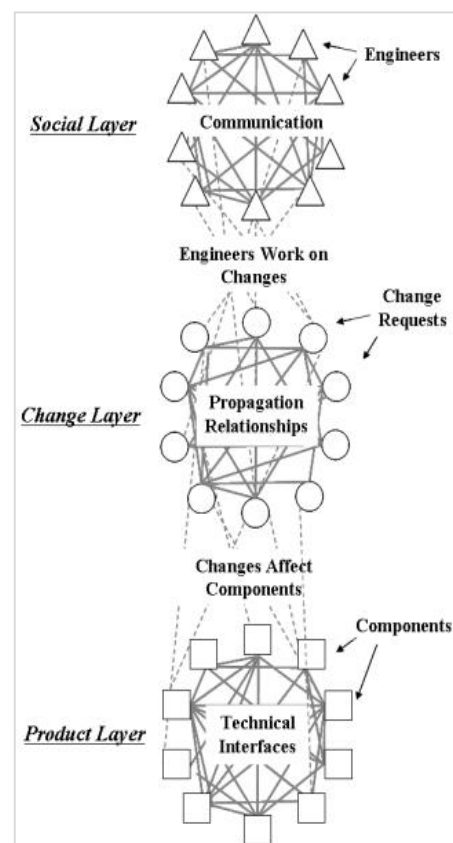 Engineers
Social Layer
Communication
Engineers Work on
Changes
Change
Requests
Change Layer
Propagation
Relationships
Changes Affect
Components
Components
Product Layer
Technical
Interfaces